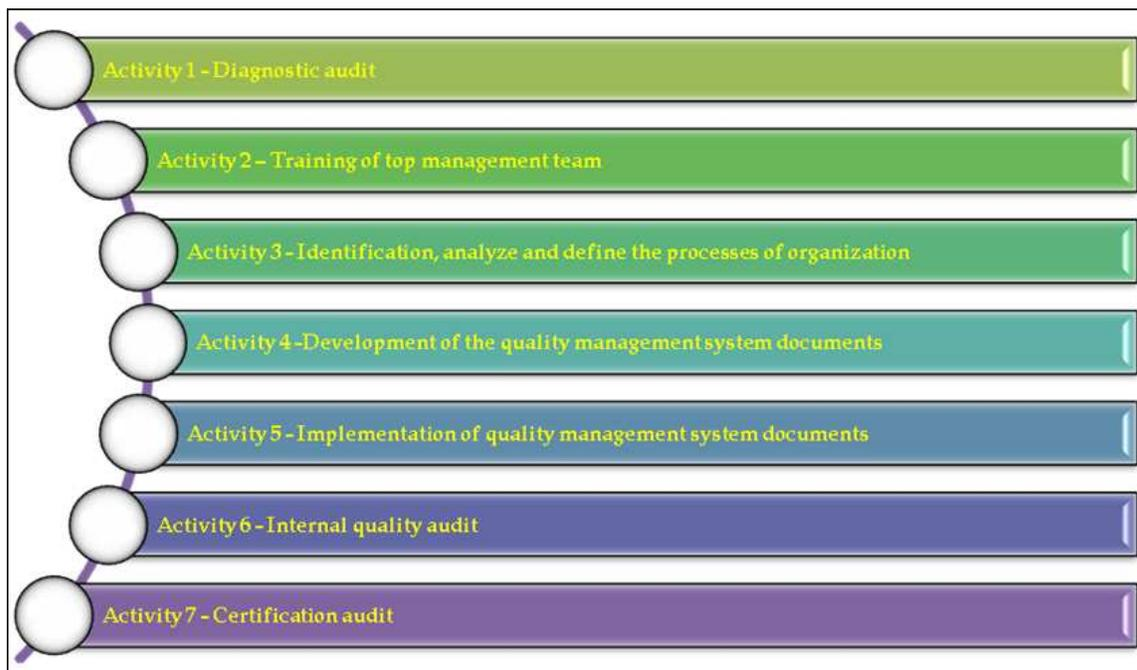 Activity 1 - Diagnostic audit
Activity 2 – Training of top management team
Activity 3 - Identification, analyze and define the processes of organization
Activity 4 -Development of the quality management system documents
Activity 5 - Implementation of quality management system documents
Activity 6 - Internal quality audit
Activity 7 - Certification audit